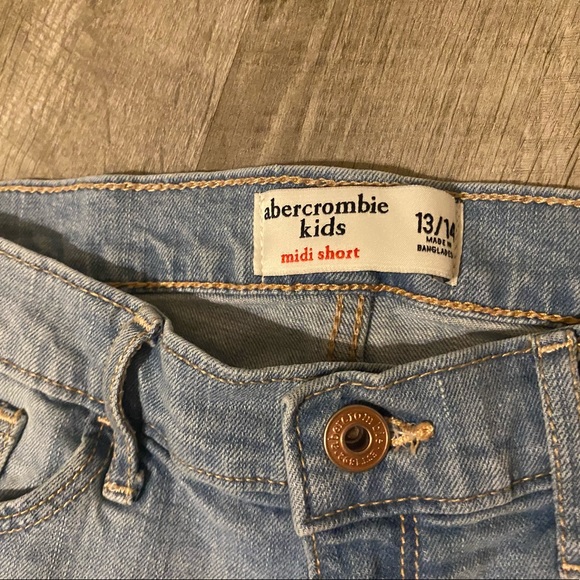 abercrombie
kids
midi short
13/14
MADE IN
BANGLADESH